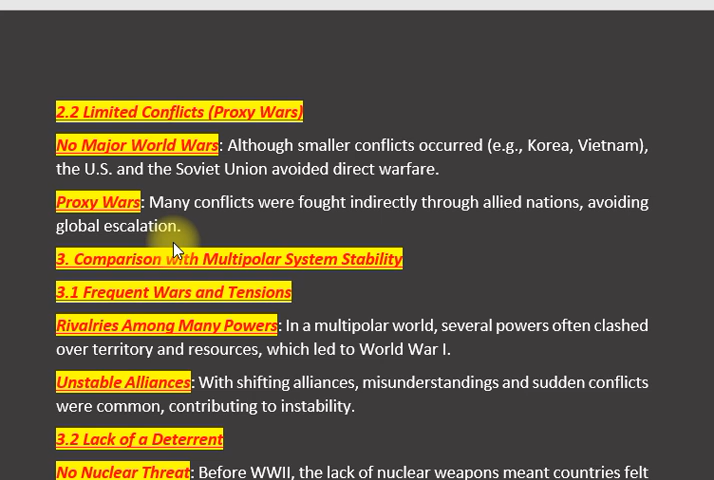 2.2 Limited Conflicts (Proxy Wars)
No Major World Wars: Although smaller conflicts occurred (e.g., Korea, Vietnam),
the U.S. and the Soviet Union avoided direct warfare.
Proxy Wars: Many conflicts were fought indirectly through allied nations, avoiding
global escalation.
3. Comparison with Multipolar System Stability
3.1 Frequent Wars and Tensions
Rivalries Among Many Powers: In a multipolar world, several powers often clashed
over territory and resources, which led to World War I.
Unstable Alliances: With shifting alliances, misunderstandings and sudden conflicts
were common, contributing to instability.
3.2 Lack of a Deterrent
No Nuclear Threat: Before WWII, the lack of nuclear weapons meant countries felt